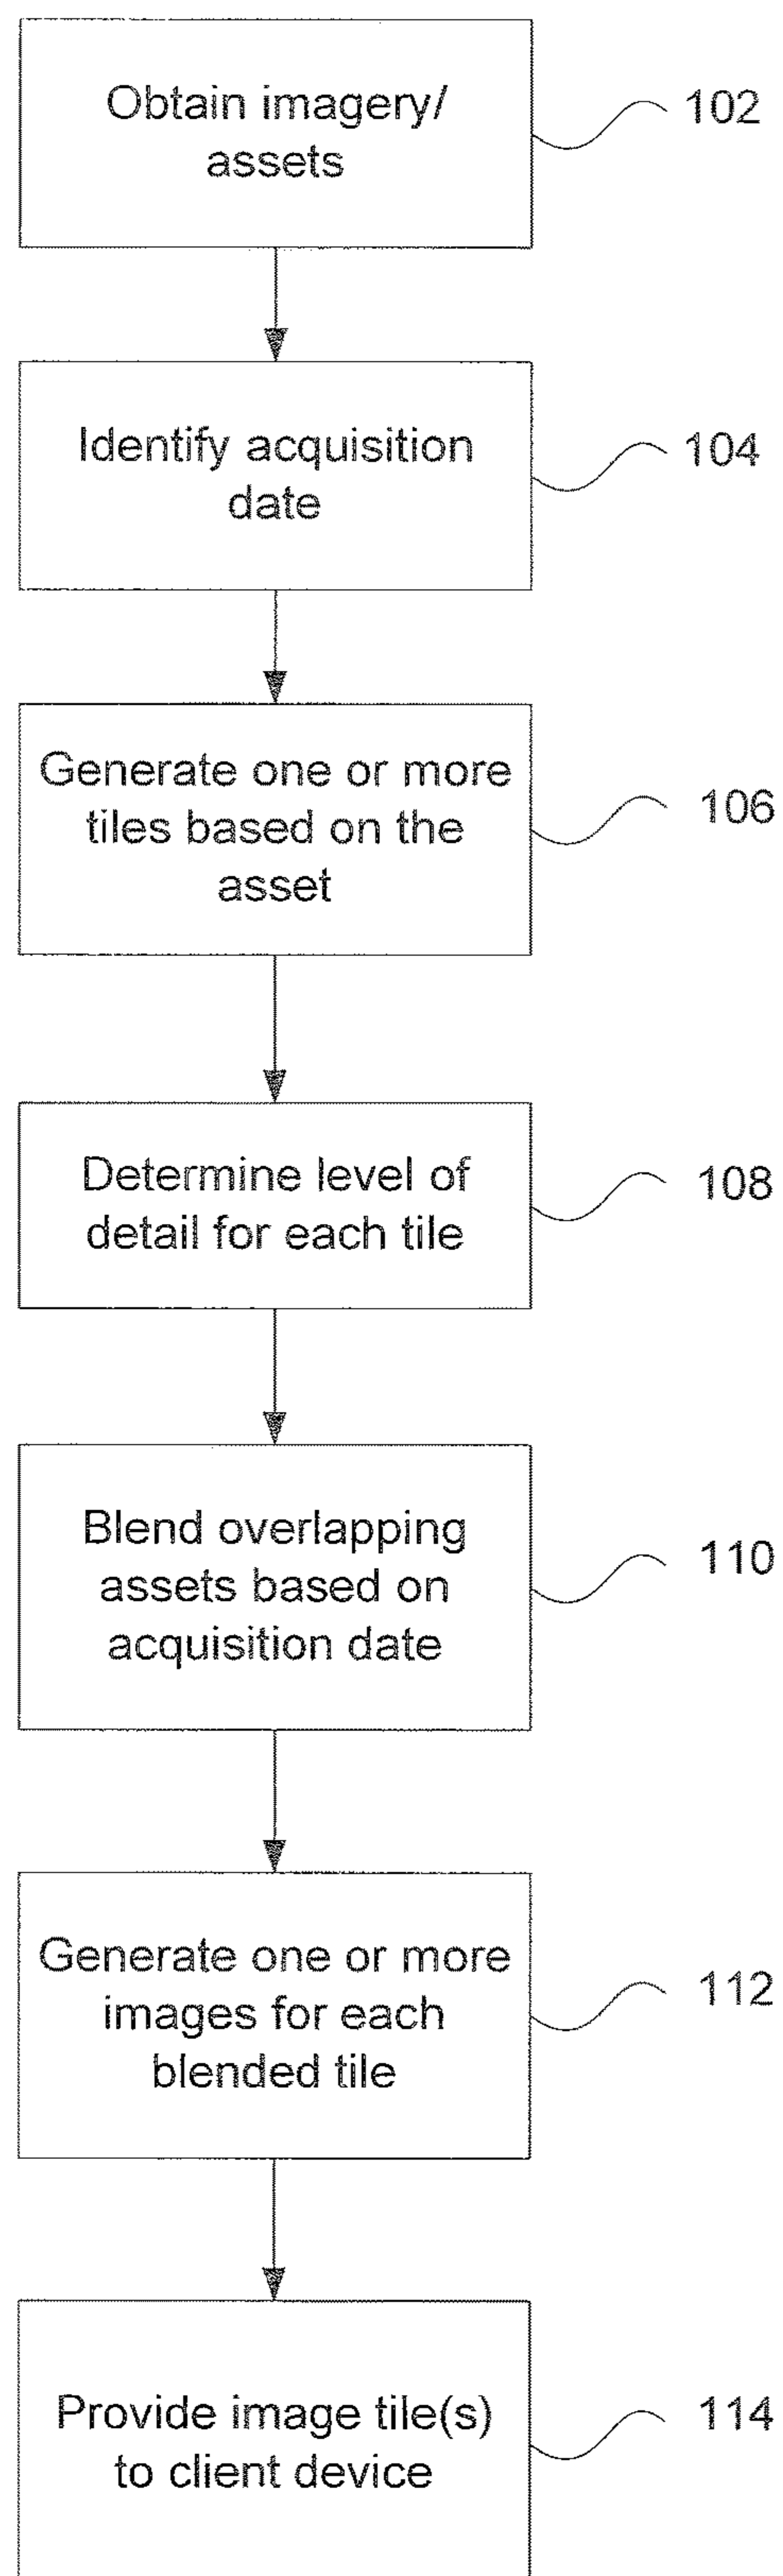 Obtain imagery/
assets
102
Identify acquisition
date
104
Generate one or more
tiles based on the
asset
106
Determine level of
detail for each tile
108
Blend overlapping
assets based on
acquisition date
110
Generate one or more
images for each
blended tile
112
Provide image tile(s)
to client device
114